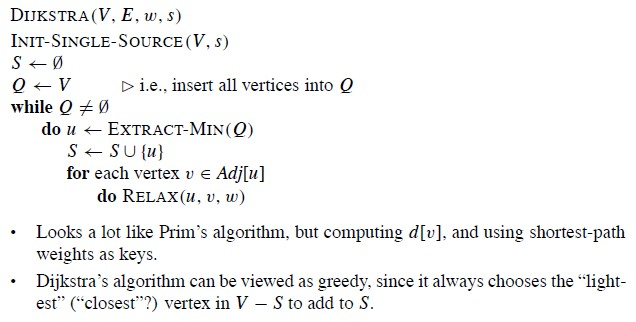 DIJKSTRA(V, E, w, s)
INIT-SINGLE-SOURCE(V, s)
S ← ∅
Q ← V ▷ i.e., insert all vertices into Q
while Q ≠ ∅
do u ← EXTRACT-MIN(Q)
S ← S ∪ {u}
for each vertex v ∈ Adj[u]
do RELAX(u, v, w)
• Looks a lot like Prim's algorithm, but computing d[v], and using shortest-path
weights as keys.
• Dijkstra's algorithm can be viewed as greedy, since it always chooses the “light-
est” (“closest”?) vertex in V − S to add to S.